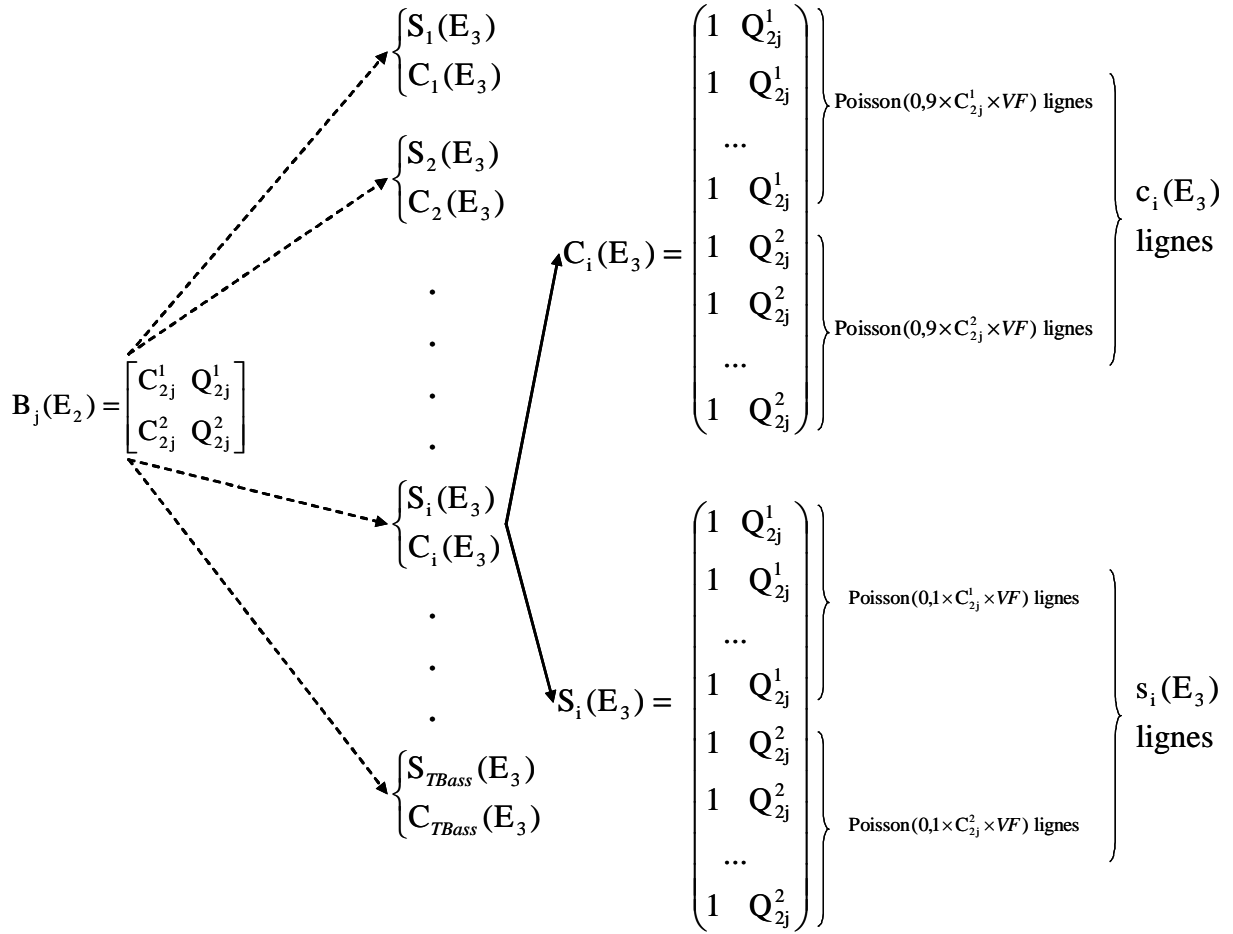 S₁(E₃)
C₁(E₃)
S₂(E₃)
C₂(E₃)
.
.
.
.
B_j(E₂) = [C¹₂j Q¹₂j
C²₂j Q²₂j]
S_i(E₃)
C_i(E₃)
.
.
.
S_TBass(E₃)
C_TBass(E₃)
C_i(E₃) =
1 Q¹₂j
1 Q¹₂j
...
1 Q¹₂j
1 Q²₂j
1 Q²₂j
...
1 Q²₂j
Poisson(0,9×C¹₂j×VF) lignes
Poisson(0,9×C²₂j×VF) lignes
c_i(E₃)
lignes
S_i(E₃) =
1 Q¹₂j
1 Q¹₂j
...
1 Q¹₂j
1 Q²₂j
1 Q²₂j
...
1 Q²₂j
Poisson(0,1×C¹₂j×VF) lignes
Poisson(0,1×C²₂j×VF) lignes
s_i(E₃)
lignes